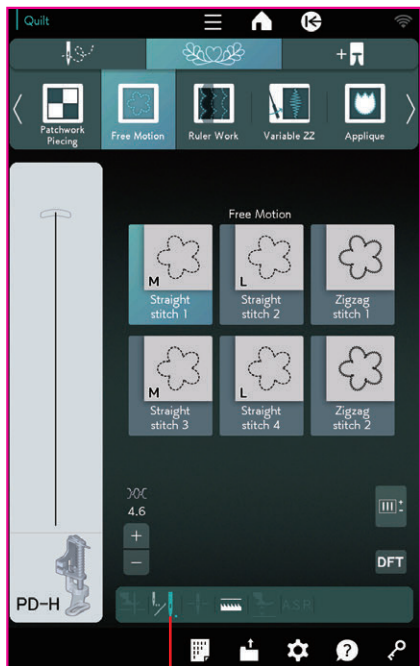 Quilt
Patchwork
Piecing
Free Motion
Ruler Work
Variable ZZ
Applique
Free Motion
M
Straight
stitch 1
L
Straight
stitch 2
Zigzag
stitch 1
M
Straight
stitch 3
L
Straight
stitch 4
Zigzag
stitch 2
4.6
+
−
DFT
PD-H
A.S.R
?